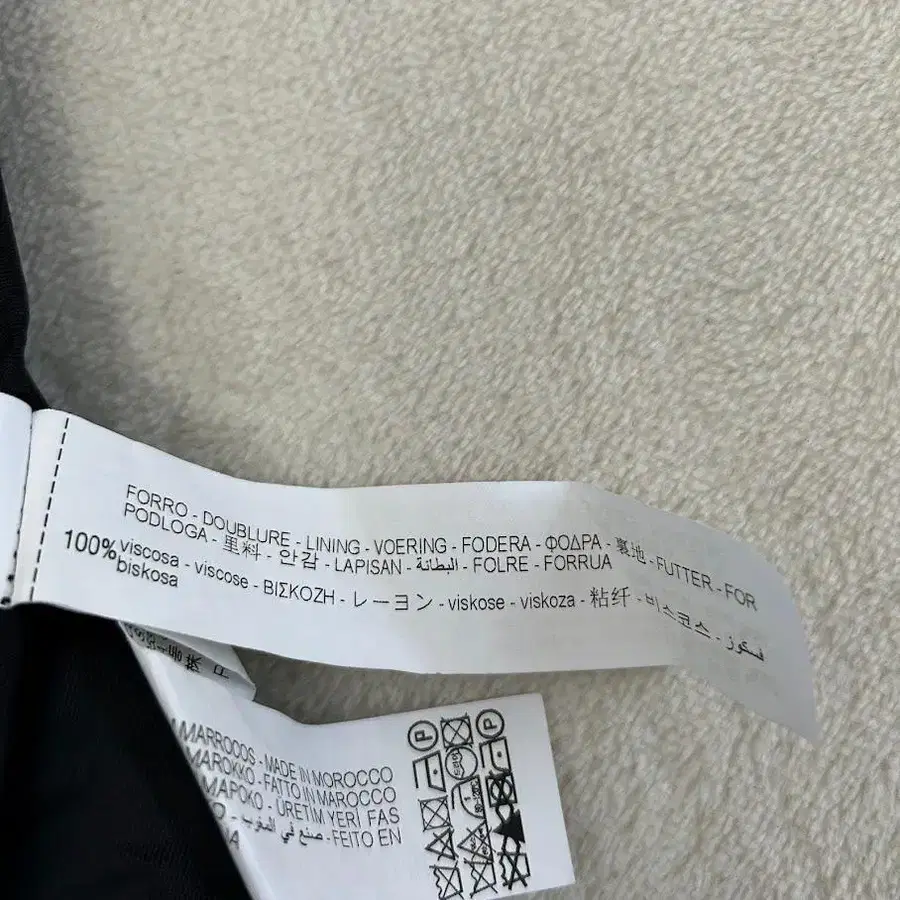 FORRO - DOUBLURE - LINING - VOERING - FODERA - ΦΟΔΡΑ - 裏地 - FUTTER - FOR
PODLOGA - 里料 - 안감 - LAPISAN - البطانة - FOLRE - FORRUA
100% viscosa - viscose - ΒΙΣΚΟΖΗ - レーヨン - viskose - viskoza - 粘纤 - 비스코스 - فسكوز
biskosa
MARROCOS - MADE IN MOROCCO
MAROKKO - FATTO IN MAROCCO
ΜΑΡΟΚΟ - ÜRETİM YERİ FAS
صنع في المغرب - FEITO EN